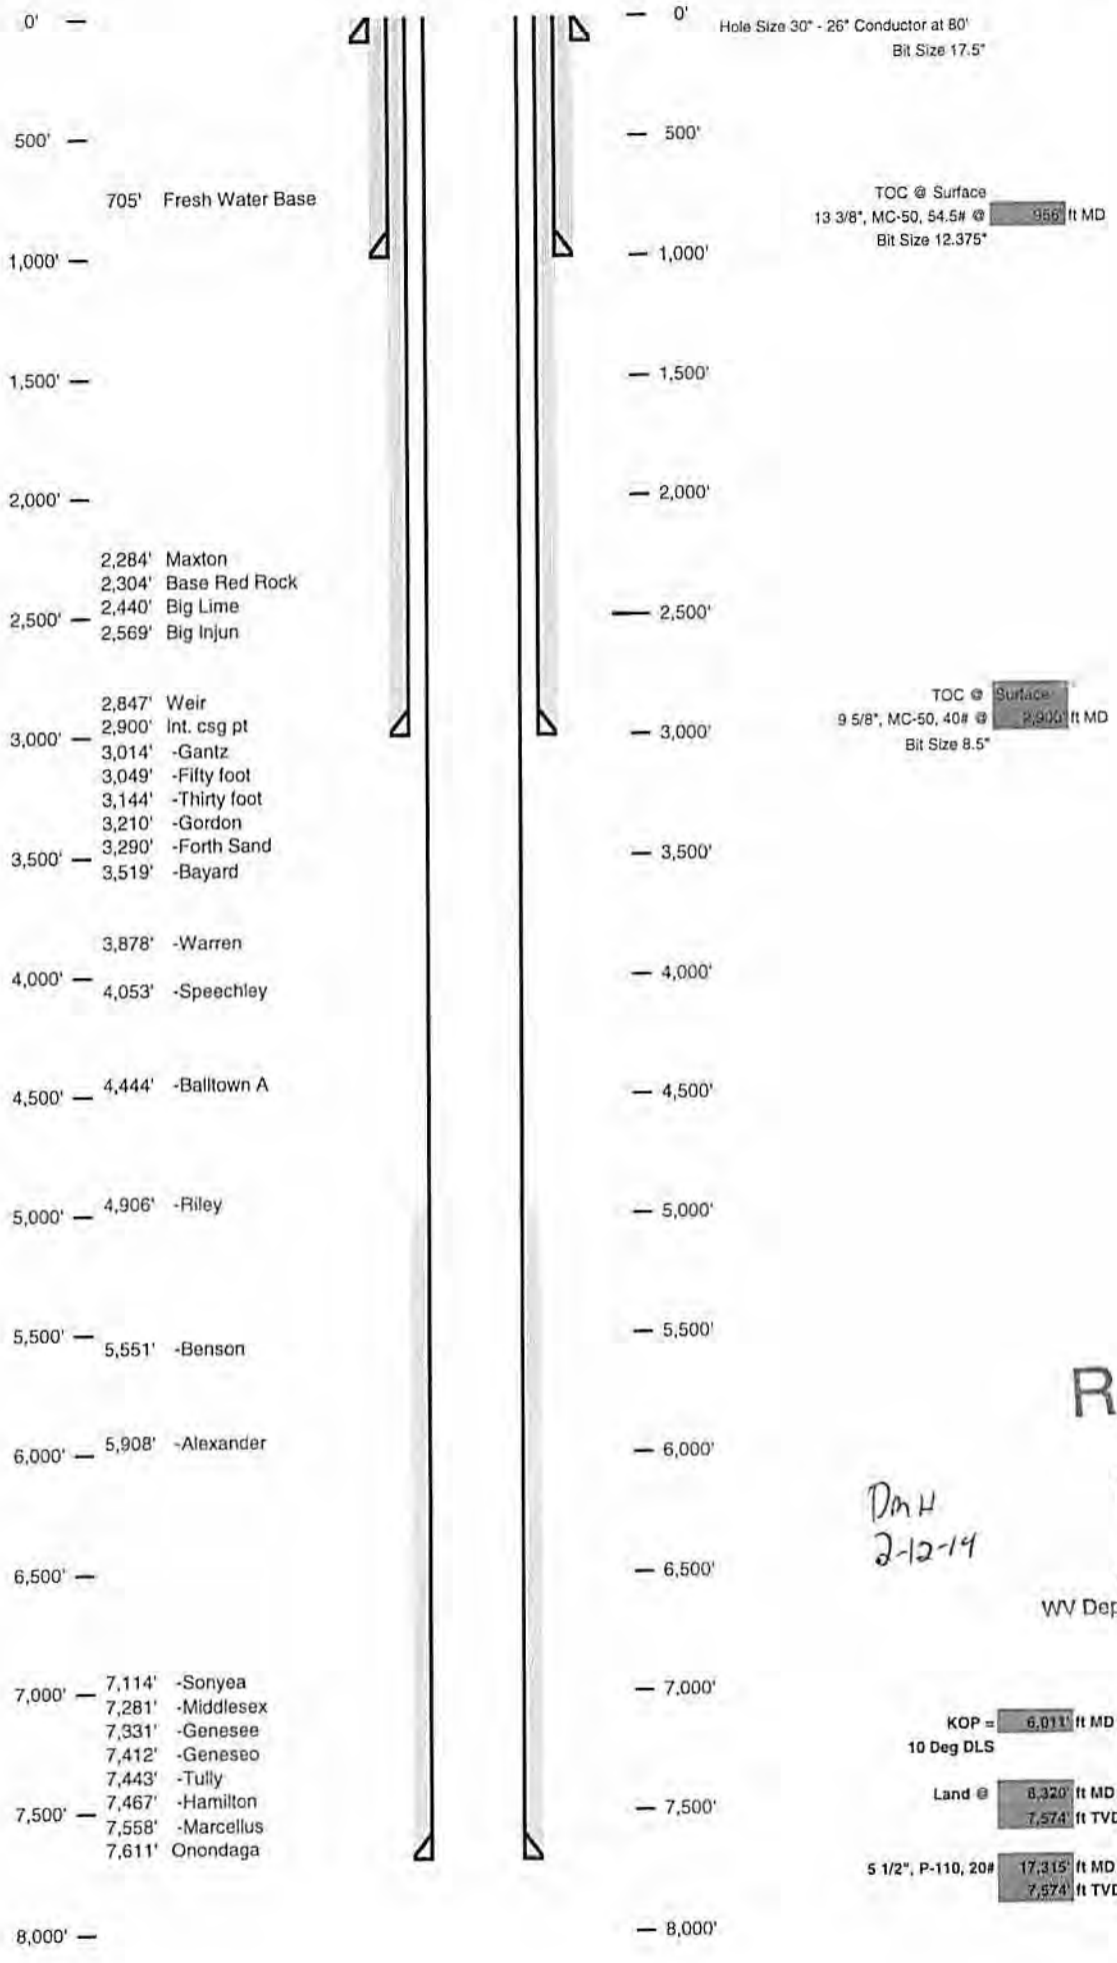 0'
500'
705' Fresh Water Base
1,000'
1,500'
2,000'
2,284' Maxton
2,304' Base Red Rock
2,440' Big Lime
2,500'
2,569' Big Injun
2,847' Weir
2,900' Int. csg pt
3,000'
3,014' -Gantz
3,049' -Fifty foot
3,144' -Thirty foot
3,210' -Gordon
3,290' -Forth Sand
3,500'
3,519' -Bayard
3,878' -Warren
4,000'
4,053' -Speechley
4,444' -Balltown A
4,500'
4,906' -Riley
5,000'
5,500'
5,551' -Benson
5,908' -Alexander
6,000'
6,500'
7,114' -Sonyea
7,000'
7,281' -Middlesex
7,331' -Genesee
7,412' -Geneseo
7,443' -Tully
7,467' -Hamilton
7,500'
7,558' -Marcellus
7,611' Onondaga
8,000'
0'
500'
1,000'
1,500'
2,000'
2,500'
3,000'
3,500'
4,000'
4,500'
5,000'
5,500'
6,000'
6,500'
7,000'
7,500'
8,000'
Hole Size 30" - 26" Conductor at 80'
Bit Size 17.5"
TOC @ Surface
13 3/8", MC-50, 54.5# @ 956' ft MD
Bit Size 12.375"
TOC @ Surface
9 5/8", MC-50, 40# @ 2,900' ft MD
Bit Size 8.5"
R
DmH
2-12-14
WV Dep
KOP = 6,011' ft MD
10 Deg DLS
Land @ 8,320' ft MD
7,574' ft TVD
5 1/2", P-110, 20# 17,315' ft MD
7,574' ft TVD